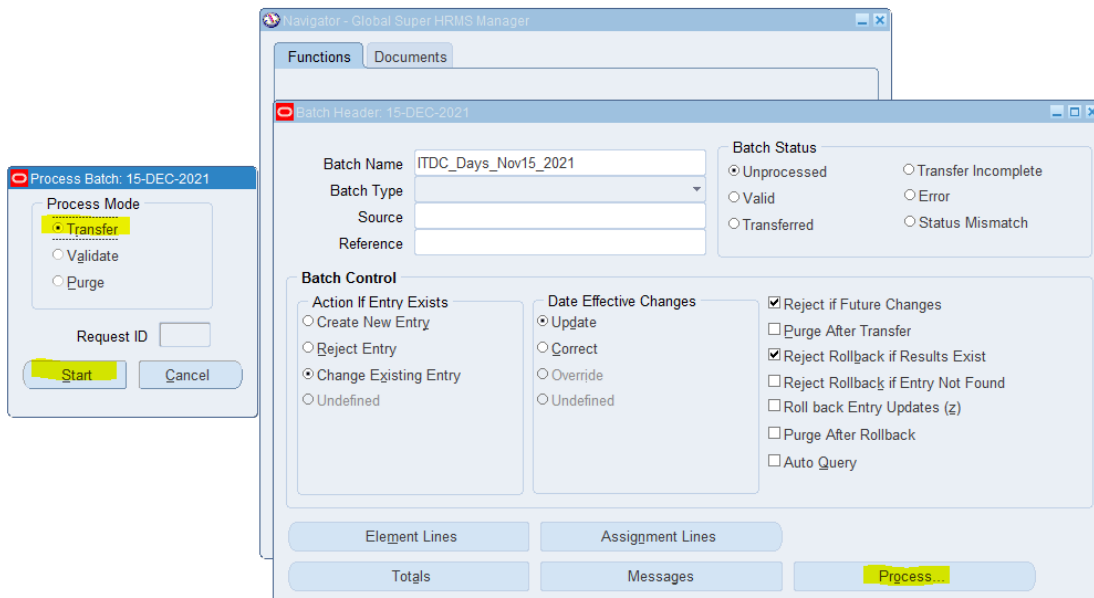 Navigator - Global Super HRMS Manager
Functions
Documents
Batch Header: 15-DEC-2021
Batch Name
ITDC_Days_Nov15_2021
Batch Type
Source
Reference
Batch Status
Unprocessed
Transfer Incomplete
Valid
Error
Transferred
Status Mismatch
Process Batch: 15-DEC-2021
Process Mode
Transfer
Validate
Purge
Request ID
Start
Cancel
Batch Control
Action If Entry Exists
Create New Entry
Reject Entry
Change Existing Entry
Undefined
Date Effective Changes
Update
Correct
Override
Undefined
Reject if Future Changes
Purge After Transfer
Reject Rollback if Results Exist
Reject Rollback if Entry Not Found
Roll back Entry Updates (z)
Purge After Rollback
Auto Query
Element Lines
Assignment Lines
Totals
Messages
Process...